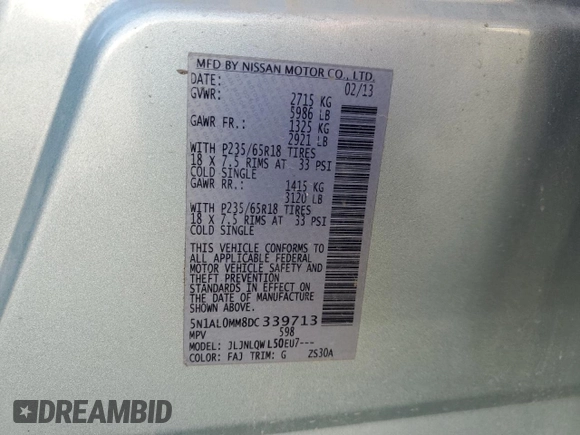 MFD BY NISSAN MOTOR CO., LTD.
DATE: 02/13
GVWR: 2715 KG
5986 LB
GAWR FR.: 1325 KG
2921 LB
WITH P235/65R18 TIRES
18 X 7.5 RIMS AT 33 PSI
COLD SINGLE
GAWR RR.: 1415 KG
3120 LB
WITH P235/65R18 TIRES
18 X 7.5 RIMS AT 33 PSI
COLD SINGLE
THIS VEHICLE CONFORMS TO
ALL APPLICABLE FEDERAL
MOTOR VEHICLE SAFETY AND
THEFT PREVENTION
STANDARDS IN EFFECT ON
THE DATE OF MANUFACTURE
SHOWN ABOVE.
5N1AL0MM8DC339713
MPV 598
MODEL: JLJNLQWL50EU7---
COLOR: FAJ TRIM: G ZS30A
DREAMBID